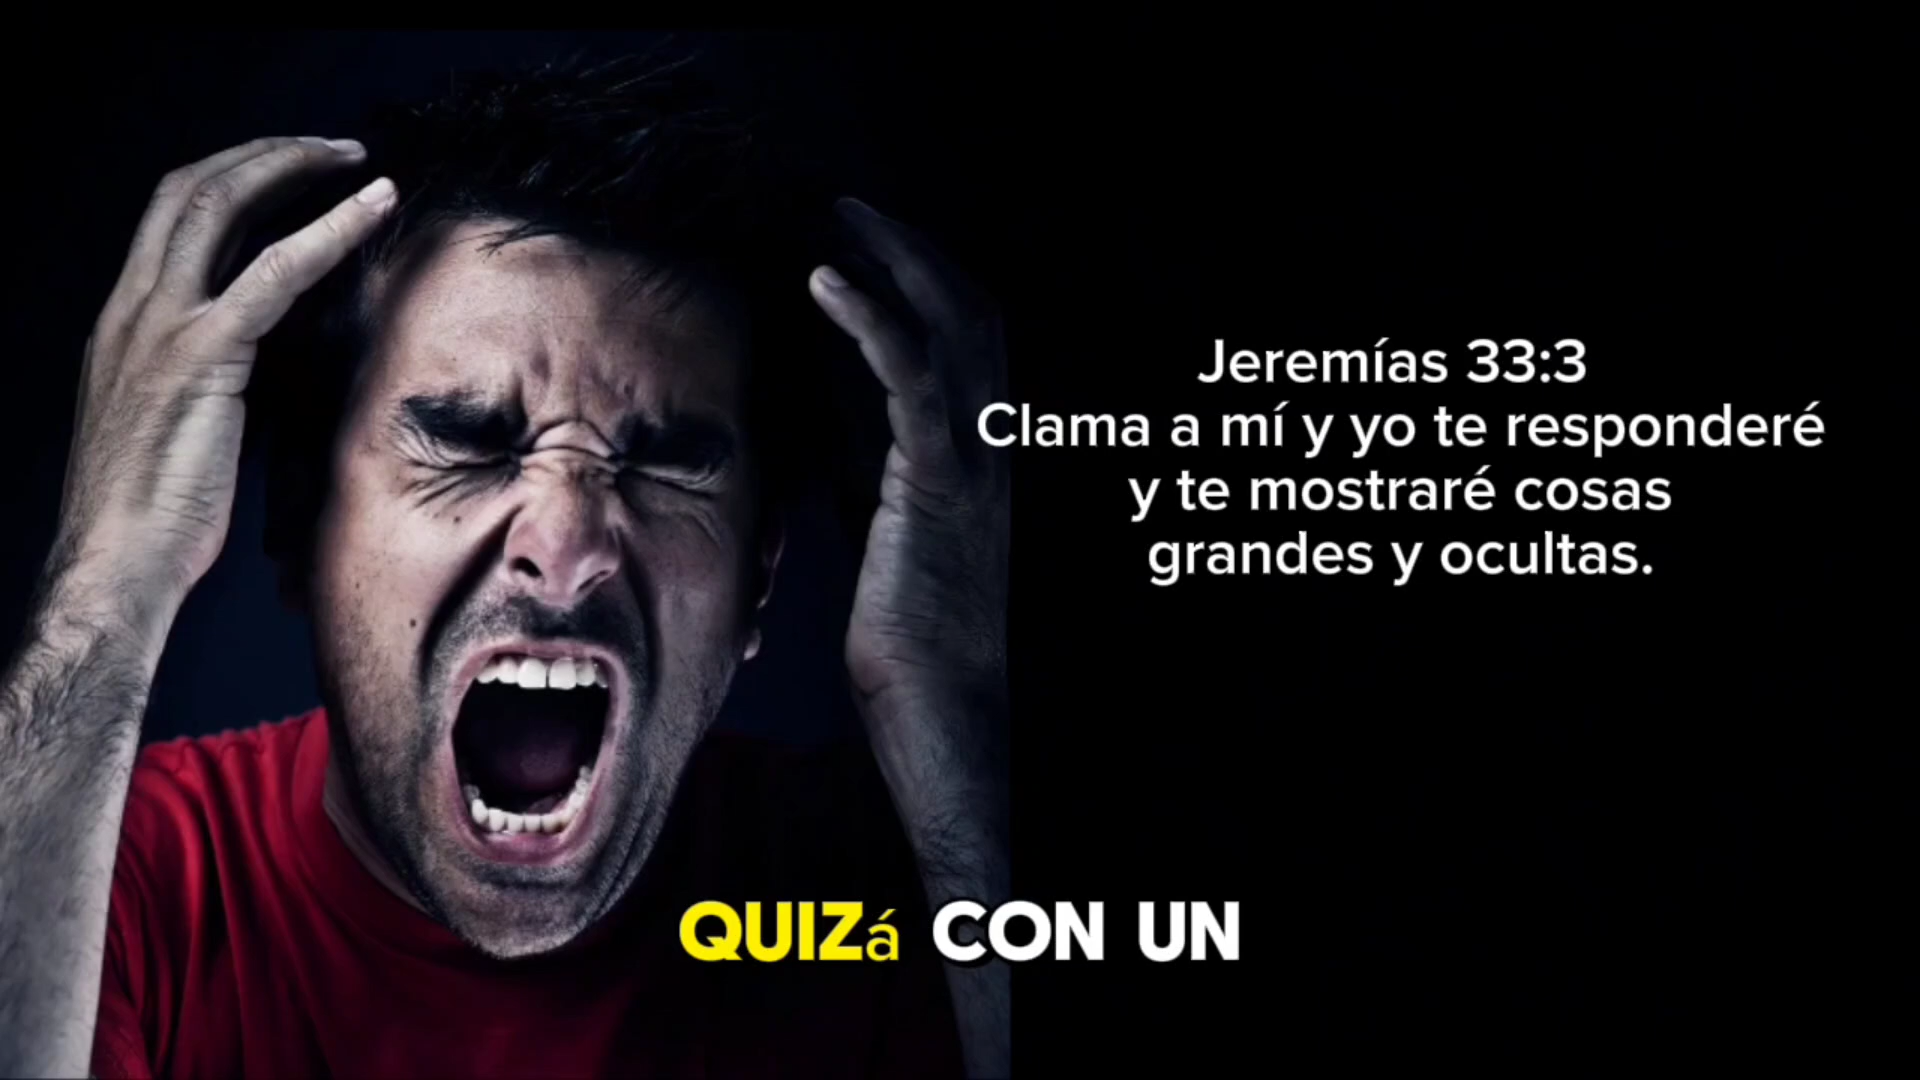 Jeremías 33:3
Clama a mí y yo te responderé
y te mostraré cosas
grandes y ocultas.
QUIZá CON UN